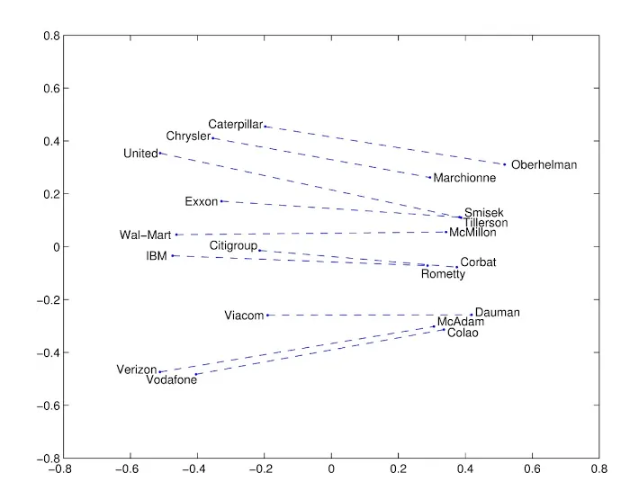 0.8
0.6
Caterpillar
Chrysler
0.4
United
Oberhelman
Marchionne
0.2
Exxon
Smisek
Tillerson
Wal-Mart
McMillon
0
Citigroup
IBM
Corbat
Rometty
−0.2
Viacom
Dauman
McAdam
Colao
−0.4
Verizon
Vodafone
−0.6
−0.8
−0.8 −0.6 −0.4 −0.2 0 0.2 0.4 0.6 0.8